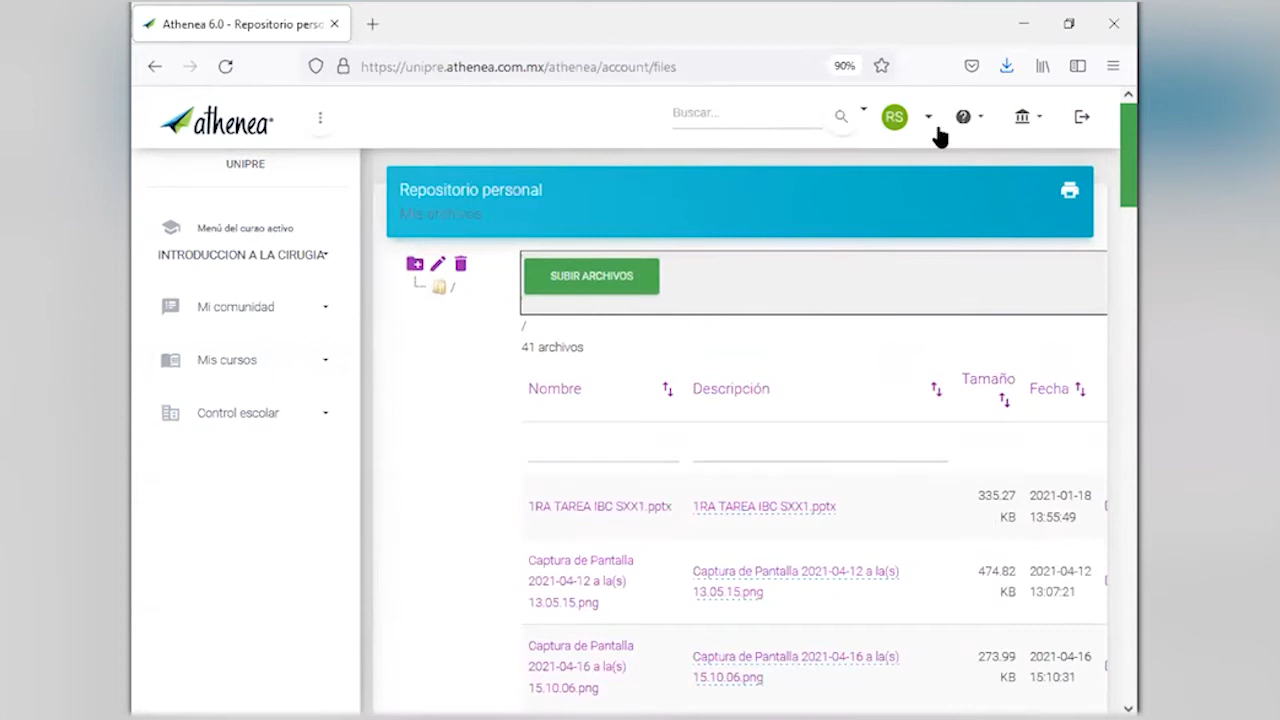 Athenea 6.0 - Repositorio perso
https://unipre.athenea.com.mx/athenea/account/files
90%
athenea
Buscar...
RS
UNIPRE
Menú del curso activo
INTRODUCCION A LA CIRUGIA
Mi comunidad
Mis cursos
Control escolar
Repositorio personal
Mis archivos
/
SUBIR ARCHIVOS
/
41 archivos
Nombre Descripción Tamaño Fecha
1RA TAREA IBC SXX1.pptx 1RA TAREA IBC SXX1.pptx 335.27 2021-01-18
KB 13:55:49
Captura de Pantalla
2021-04-12 a la(s) Captura de Pantalla 2021-04-12 a la(s) 474.82 2021-04-12
13.05.15.png 13.05.15.png KB 13:07:21
Captura de Pantalla
2021-04-16 a la(s) Captura de Pantalla 2021-04-16 a la(s) 273.99 2021-04-16
15.10.06.png 15.10.06.png KB 15:10:31